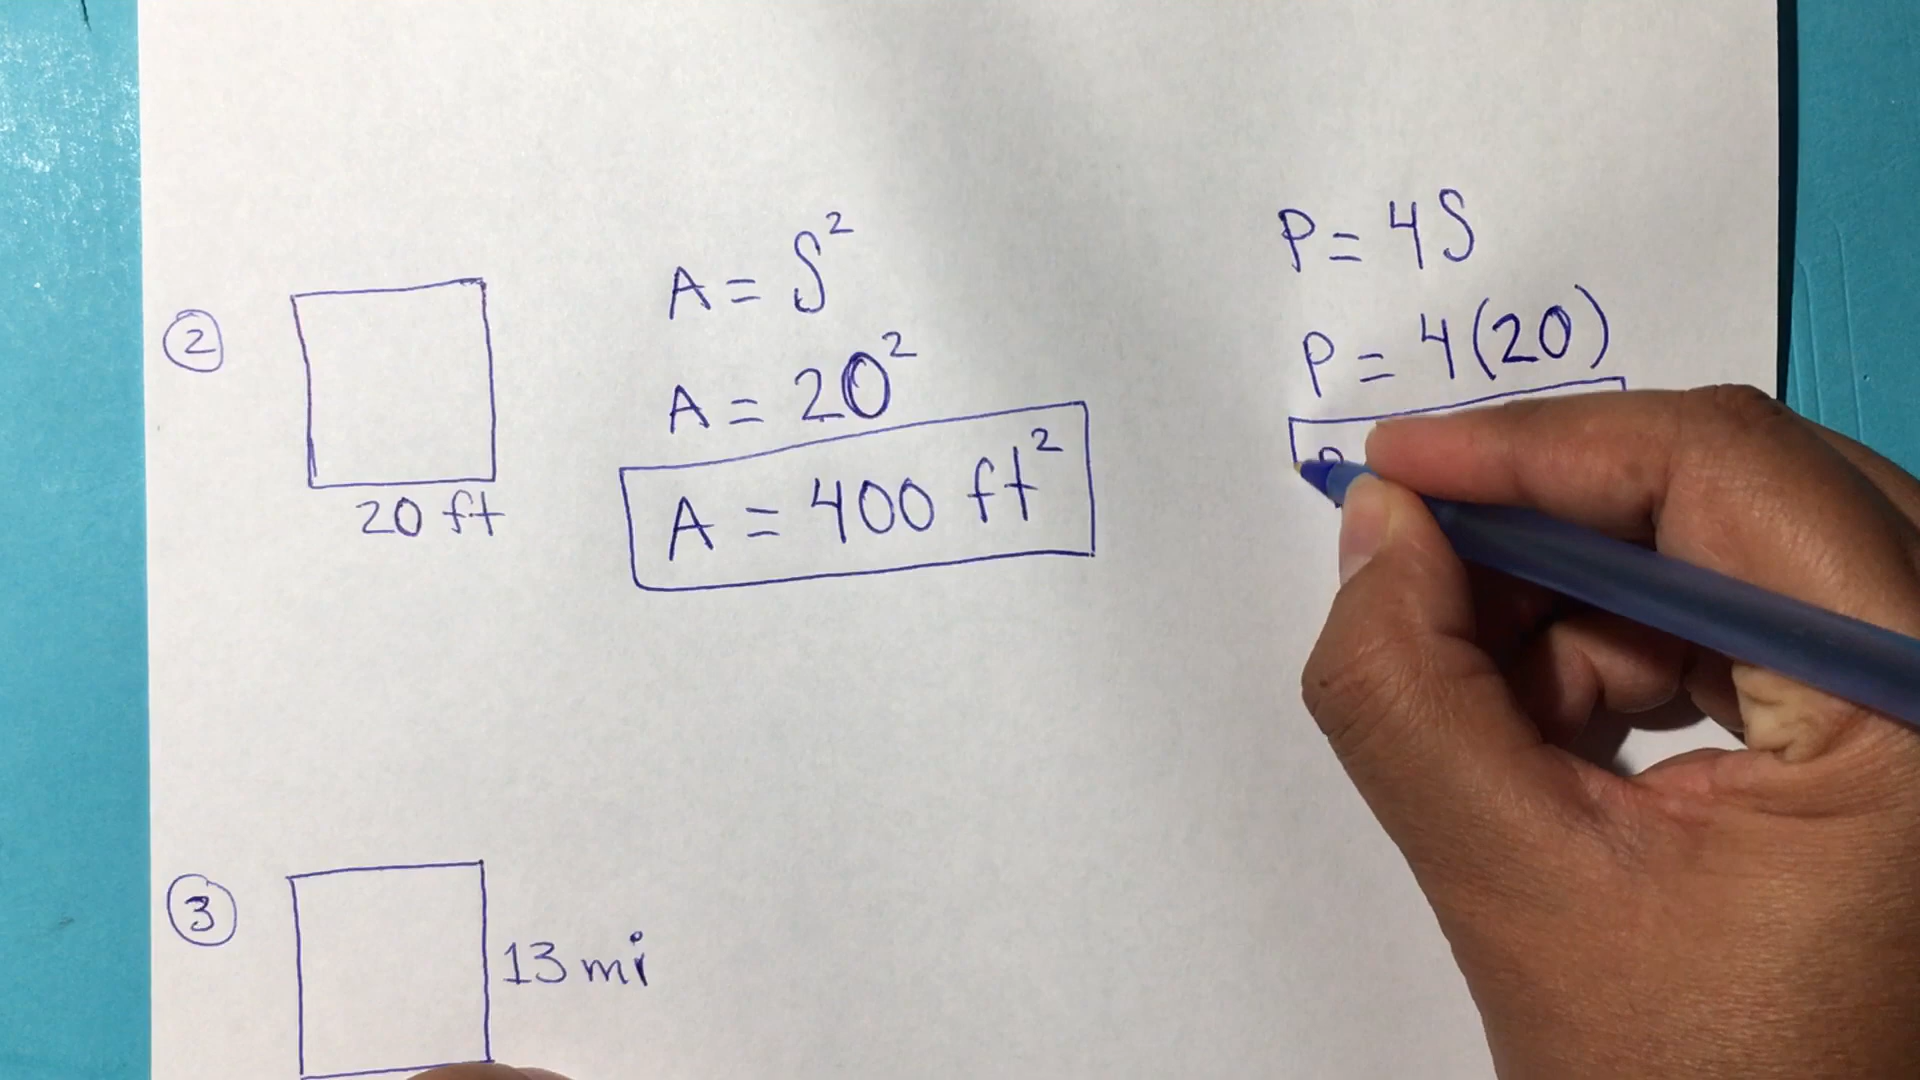 ②
20 ft
A = S²
A = 20²
A = 400 ft²
P = 4S
P = 4(20)
P
③
13 mi